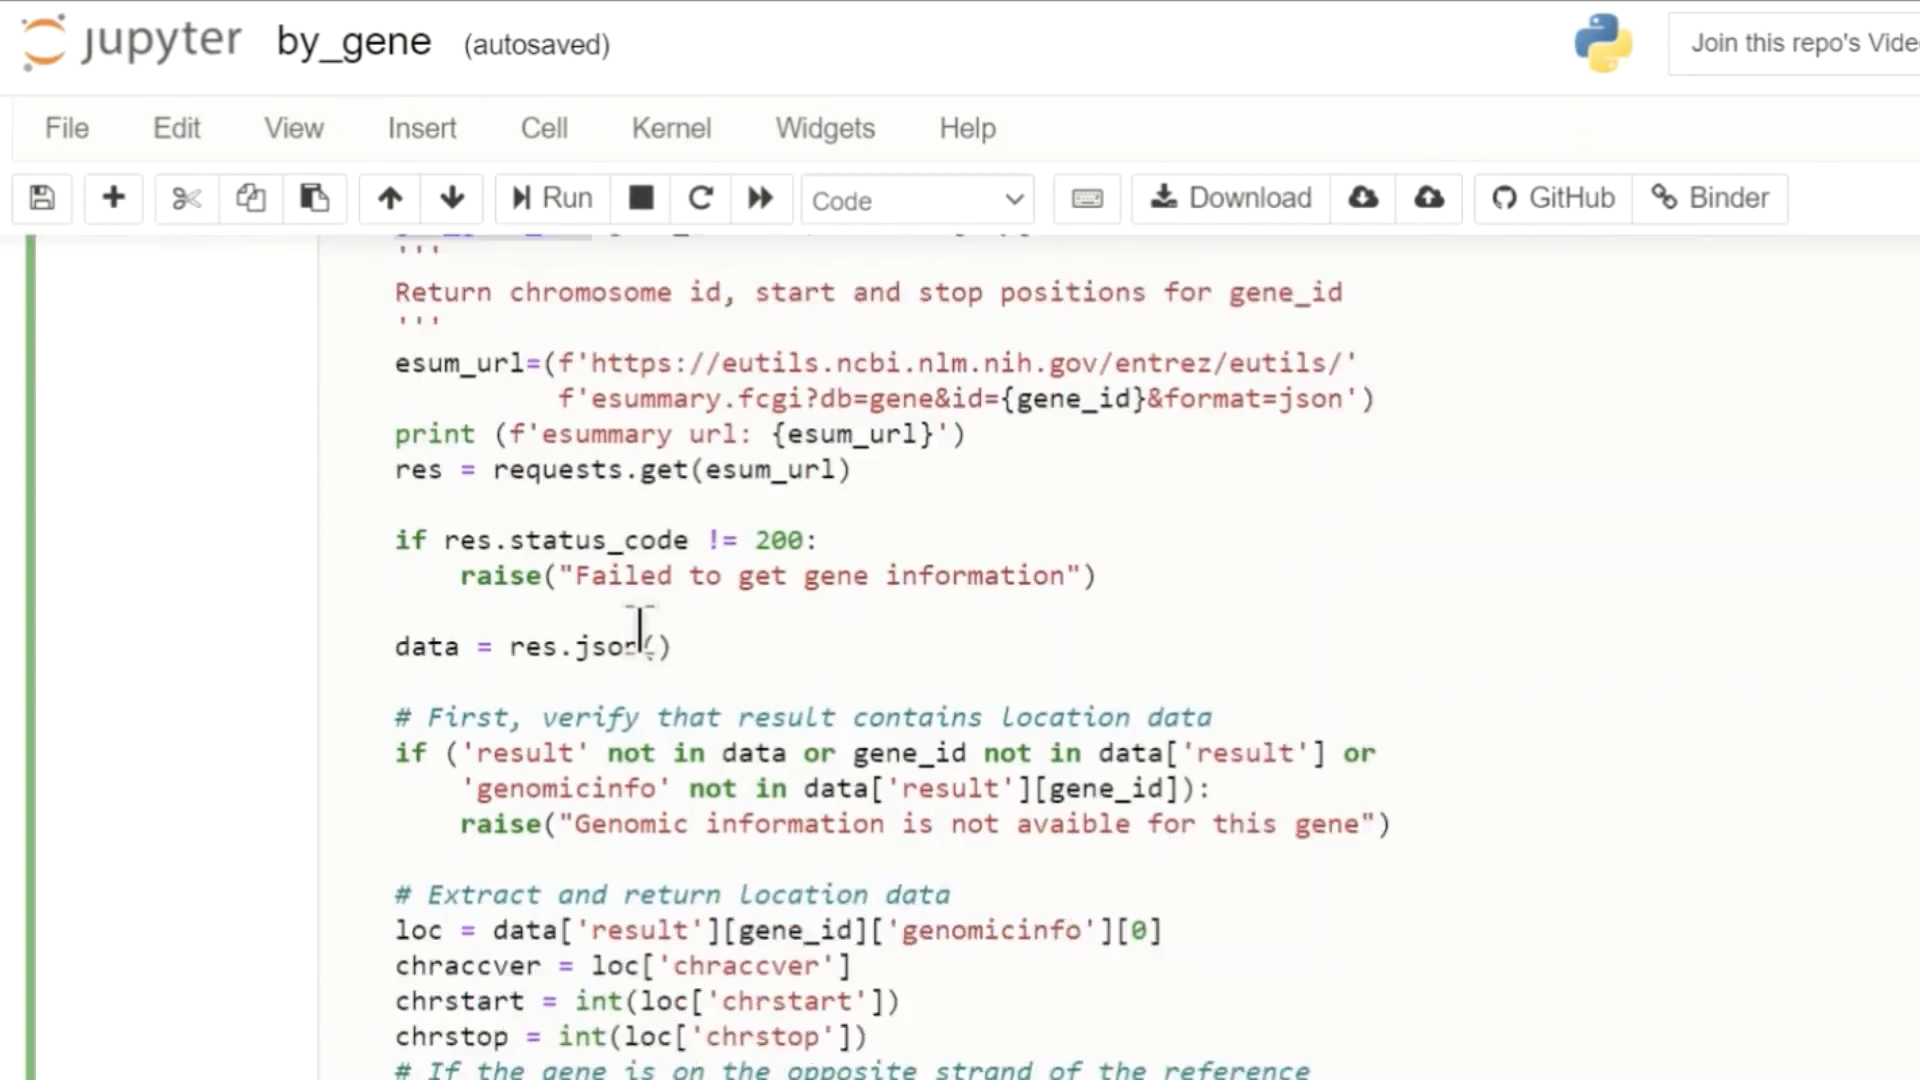 jupyter by_gene (autosaved)
Join this repo's Vide
File Edit View Insert Cell Kernel Widgets Help
Run Code Download GitHub Binder
'''
Return chromosome id, start and stop positions for gene_id
'''
esum_url=(f'https://eutils.ncbi.nlm.nih.gov/entrez/eutils/'
f'esummary.fcgi?db=gene&id={gene_id}&format=json')
print (f'esummary url: {esum_url}')
res = requests.get(esum_url)
if res.status_code != 200:
raise("Failed to get gene information")
data = res.json()
# First, verify that result contains location data
if ('result' not in data or gene_id not in data['result'] or
'genomicinfo' not in data['result'][gene_id]):
raise("Genomic information is not avaible for this gene")
# Extract and return location data
loc = data['result'][gene_id]['genomicinfo'][0]
chraccver = loc['chraccver']
chrstart = int(loc['chrstart'])
chrstop = int(loc['chrstop'])
# If the gene is on the opposite strand of the reference